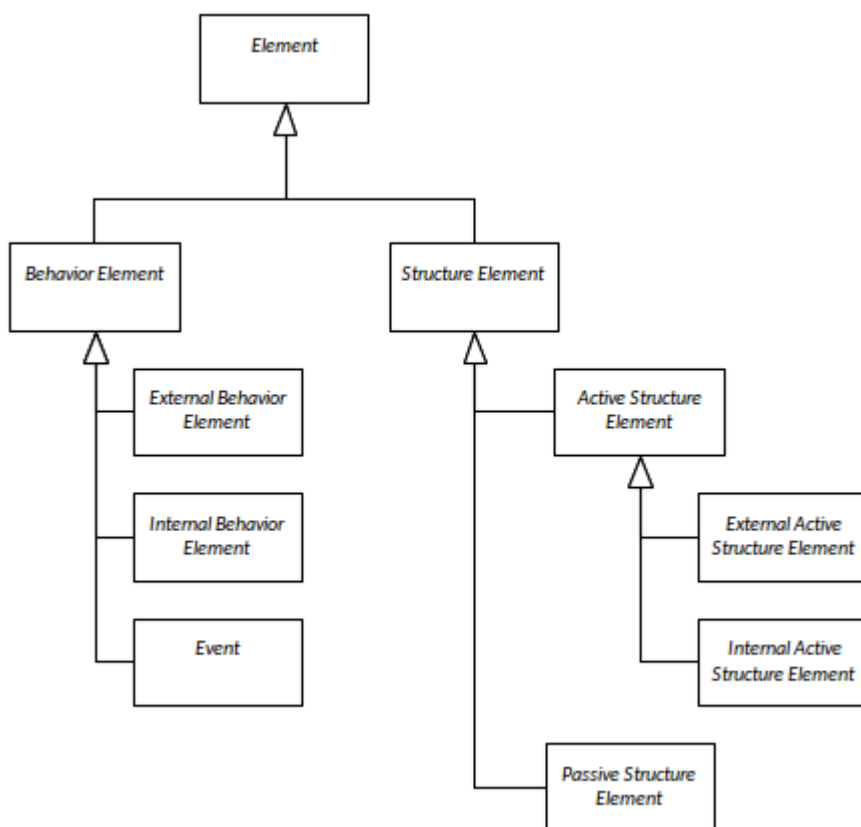 Element
Behavior Element
Structure Element
External Behavior
Element
Active Structure
Element
Internal Behavior
Element
External Active
Structure Element
Event
Internal Active
Structure Element
Passive Structure
Element